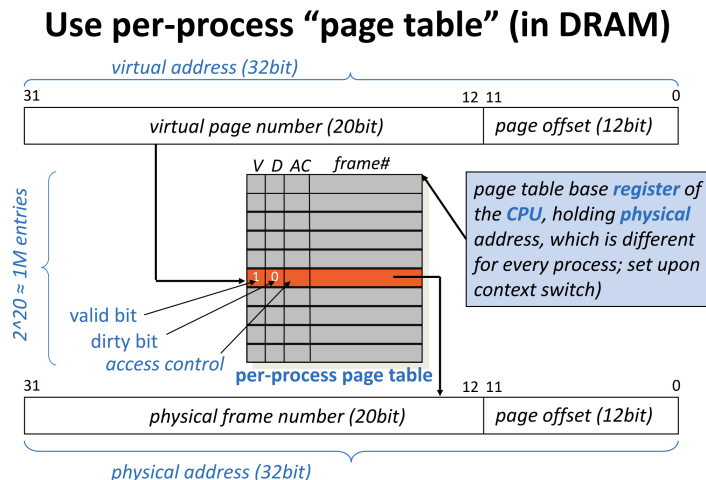 Use per-process “page table” (in DRAM)
virtual address (32bit)
31 12 11 0
virtual page number (20bit) page offset (12bit)
V D AC frame#
2^20 ≈ 1M entries
page table base register of
the CPU, holding physical
address, which is different
for every process; set upon
context switch)
1 0
valid bit
dirty bit
access control
per-process page table
31 12 11 0
physical frame number (20bit) page offset (12bit)
physical address (32bit)